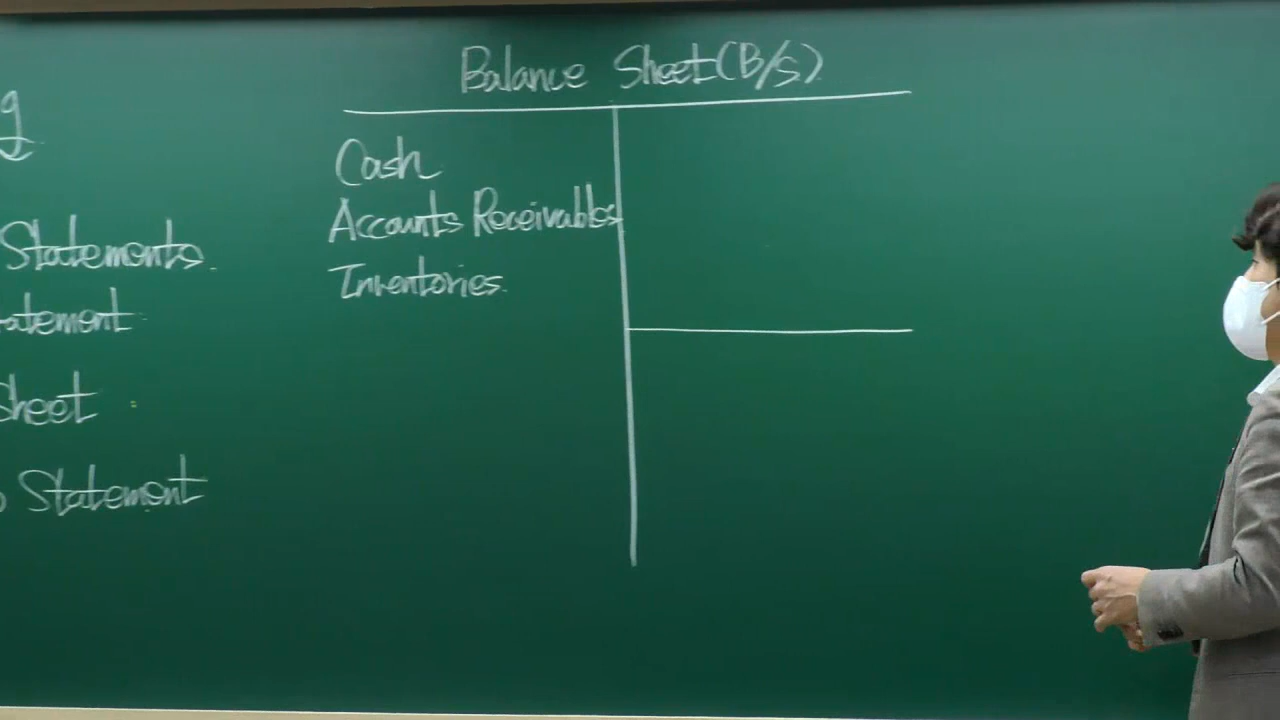 g
Statements.
atement
Sheet
Statement
Balance Sheet (B/S)
Cash
Accounts Receivables
Inventories.